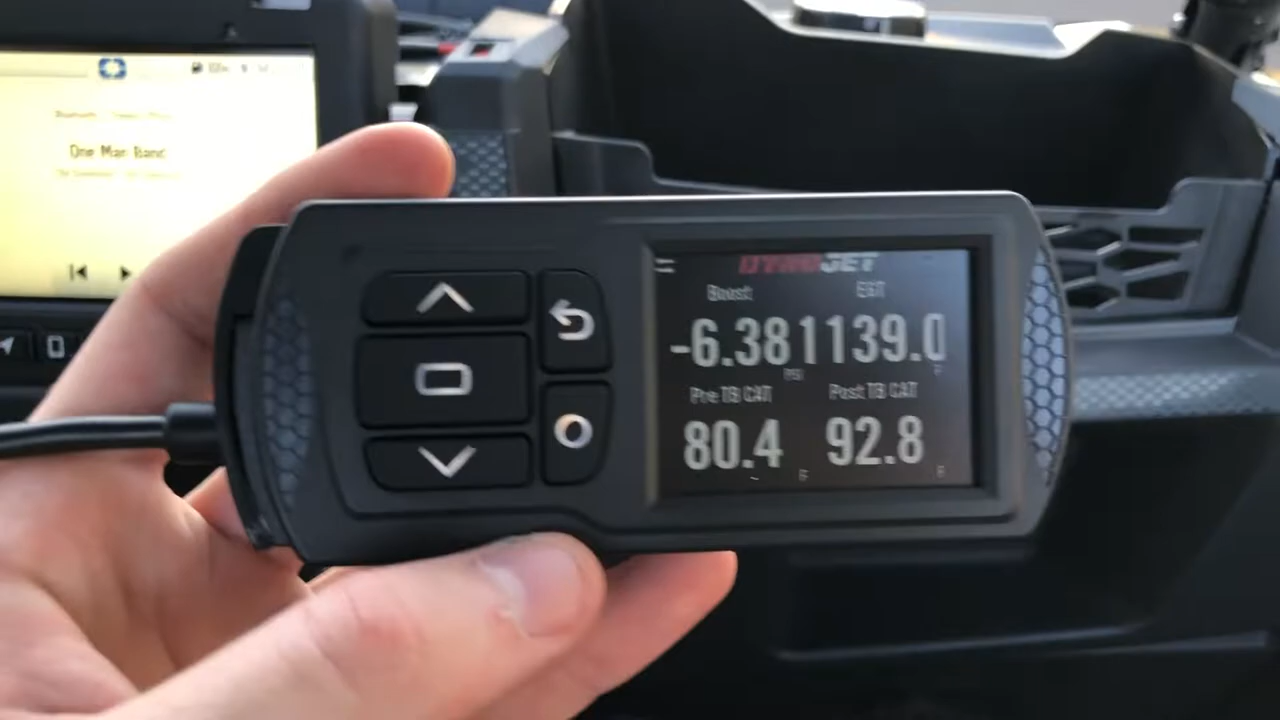 One Man Band
DYNOJET
Boost EGT
-6.38 1139.0
PSI F
Pre TB CAT Post TB CAT
80.4 92.8
F F